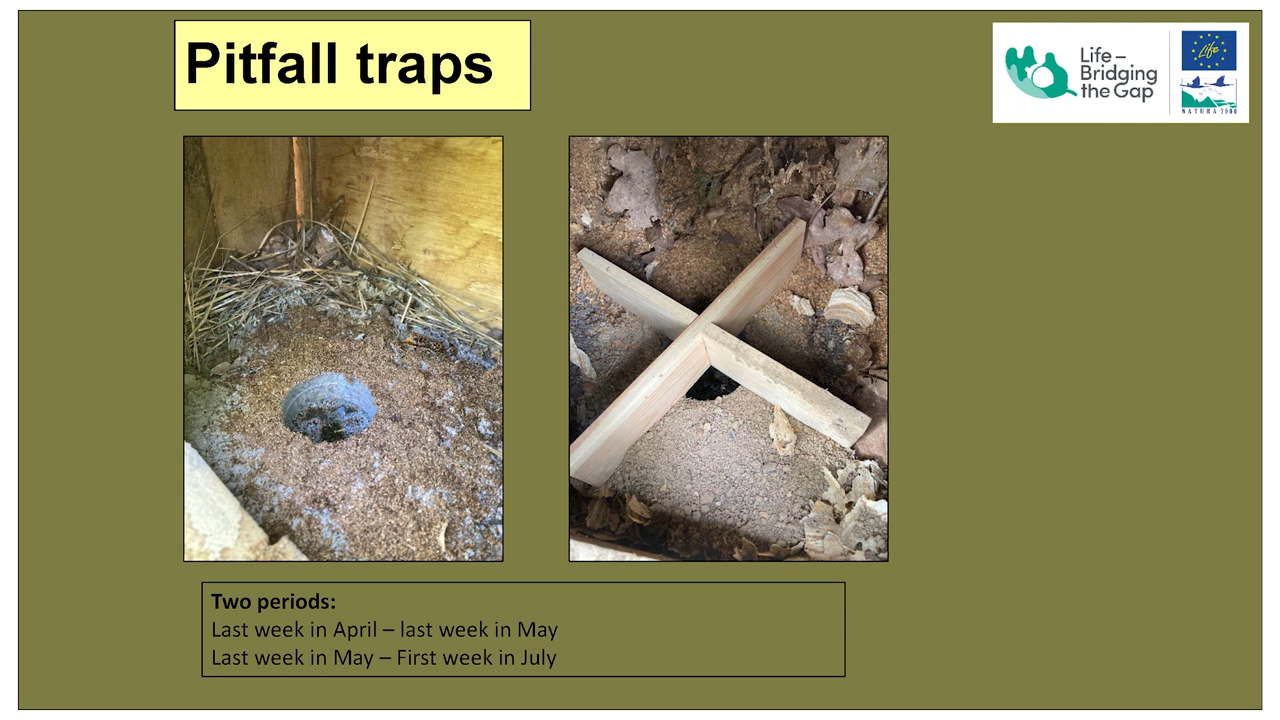 Pitfall traps
Life –
Bridging
the Gap
Life
NATURA 2000
Two periods:
Last week in April – last week in May
Last week in May – First week in July